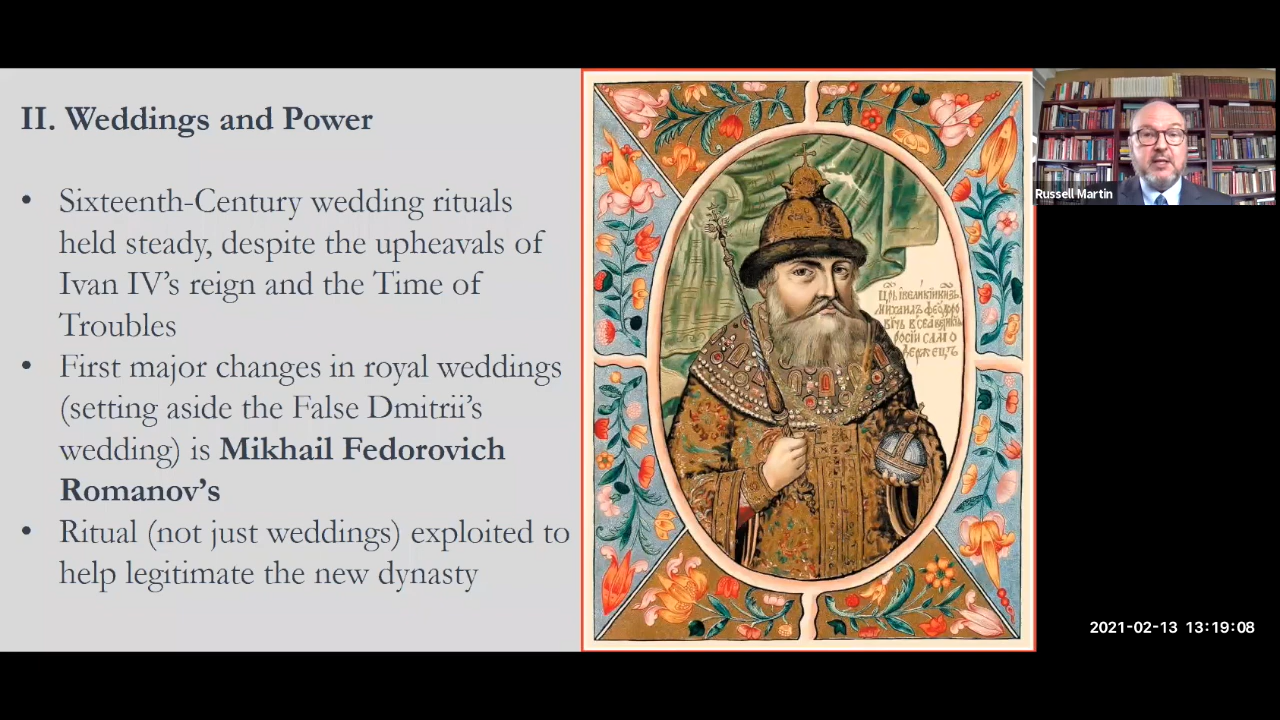 II. Weddings and Power
• Sixteenth-Century wedding rituals
held steady, despite the upheavals of
Ivan IV’s reign and the Time of
Troubles
• First major changes in royal weddings
(setting aside the False Dmitrii’s
wedding) is Mikhail Fedorovich
Romanov’s
• Ritual (not just weddings) exploited to
help legitimate the new dynasty
Russell Martin
2021-02-13 13:19:08